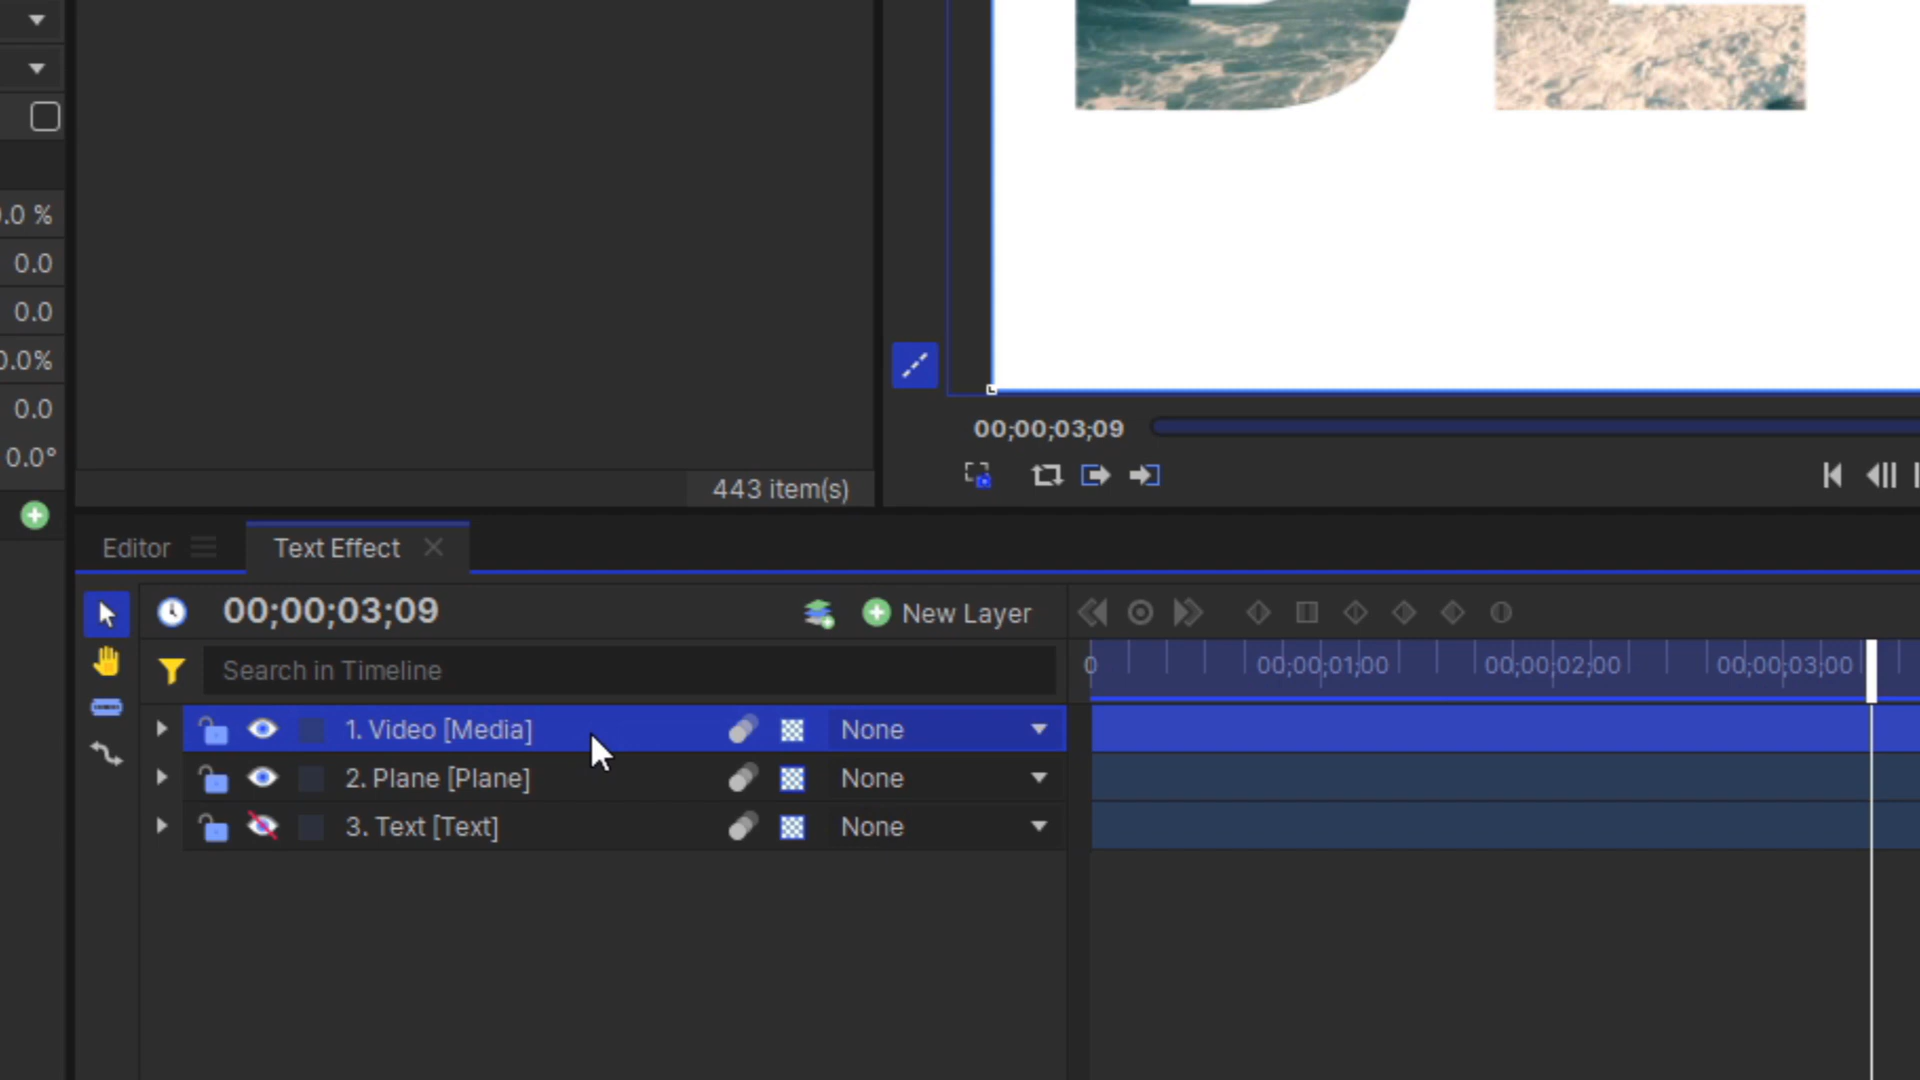 .0 %
0.0
0.0
0.0%
0.0
0.0°
443 item(s)
00;00;03;09
Editor
Text Effect
00;00;03;09
New Layer
Search in Timeline
0
00;00;01;00
00;00;02;00
00;00;03;00
1. Video [Media]
None
2. Plane [Plane]
None
3. Text [Text]
None